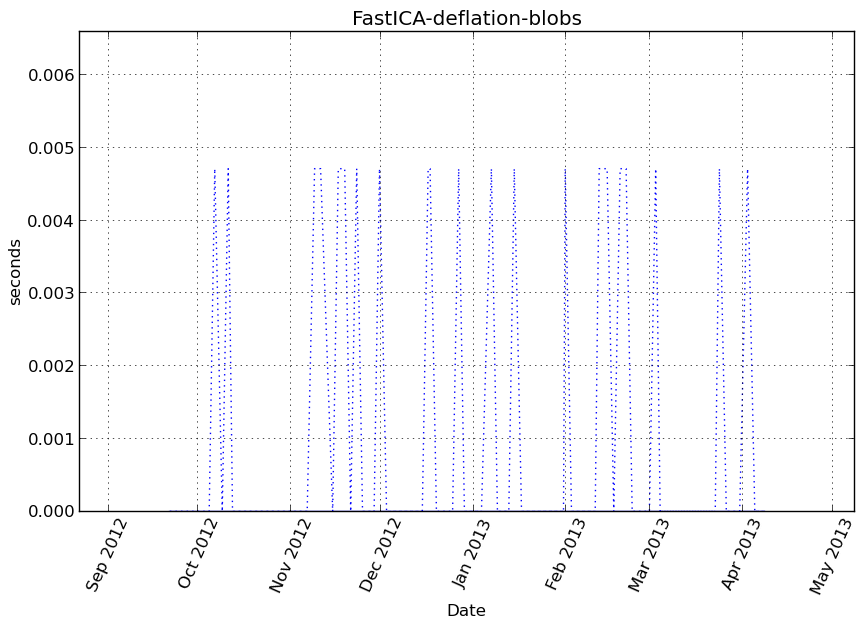 FastICA-deflation-blobs
0.006
0.005
0.004
0.003
0.002
0.001
0.000
seconds
Sep 2012
Oct 2012
Nov 2012
Dec 2012
Jan 2013
Feb 2013
Mar 2013
Apr 2013
May 2013
Date